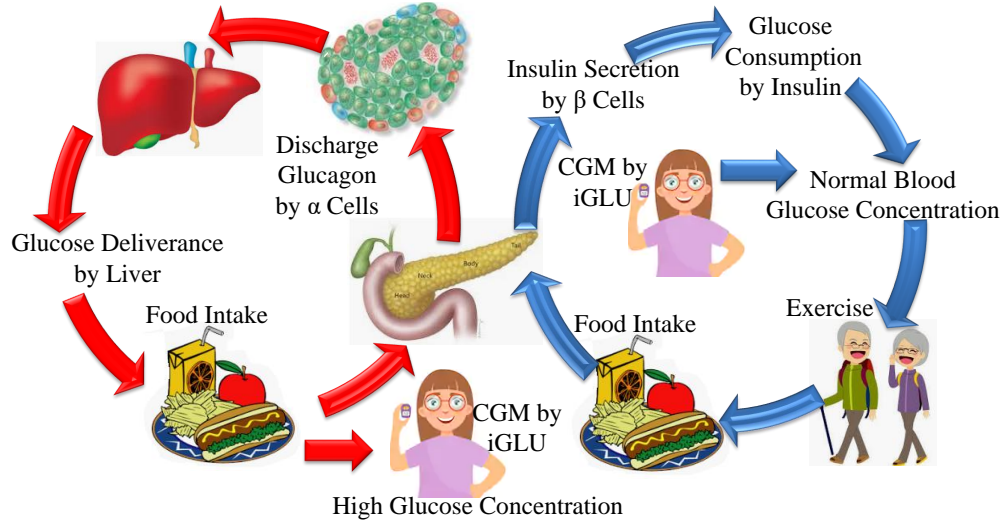 Glucose
Consumption
by Insulin
Insulin Secretion
by β Cells
Discharge
Glucagon
by α Cells
CGM by
iGLU
Normal Blood
Glucose Concentration
Glucose Deliverance
by Liver
Tail
Body
Neck
Head
Food Intake
Food Intake
Exercise
CGM by
iGLU
High Glucose Concentration